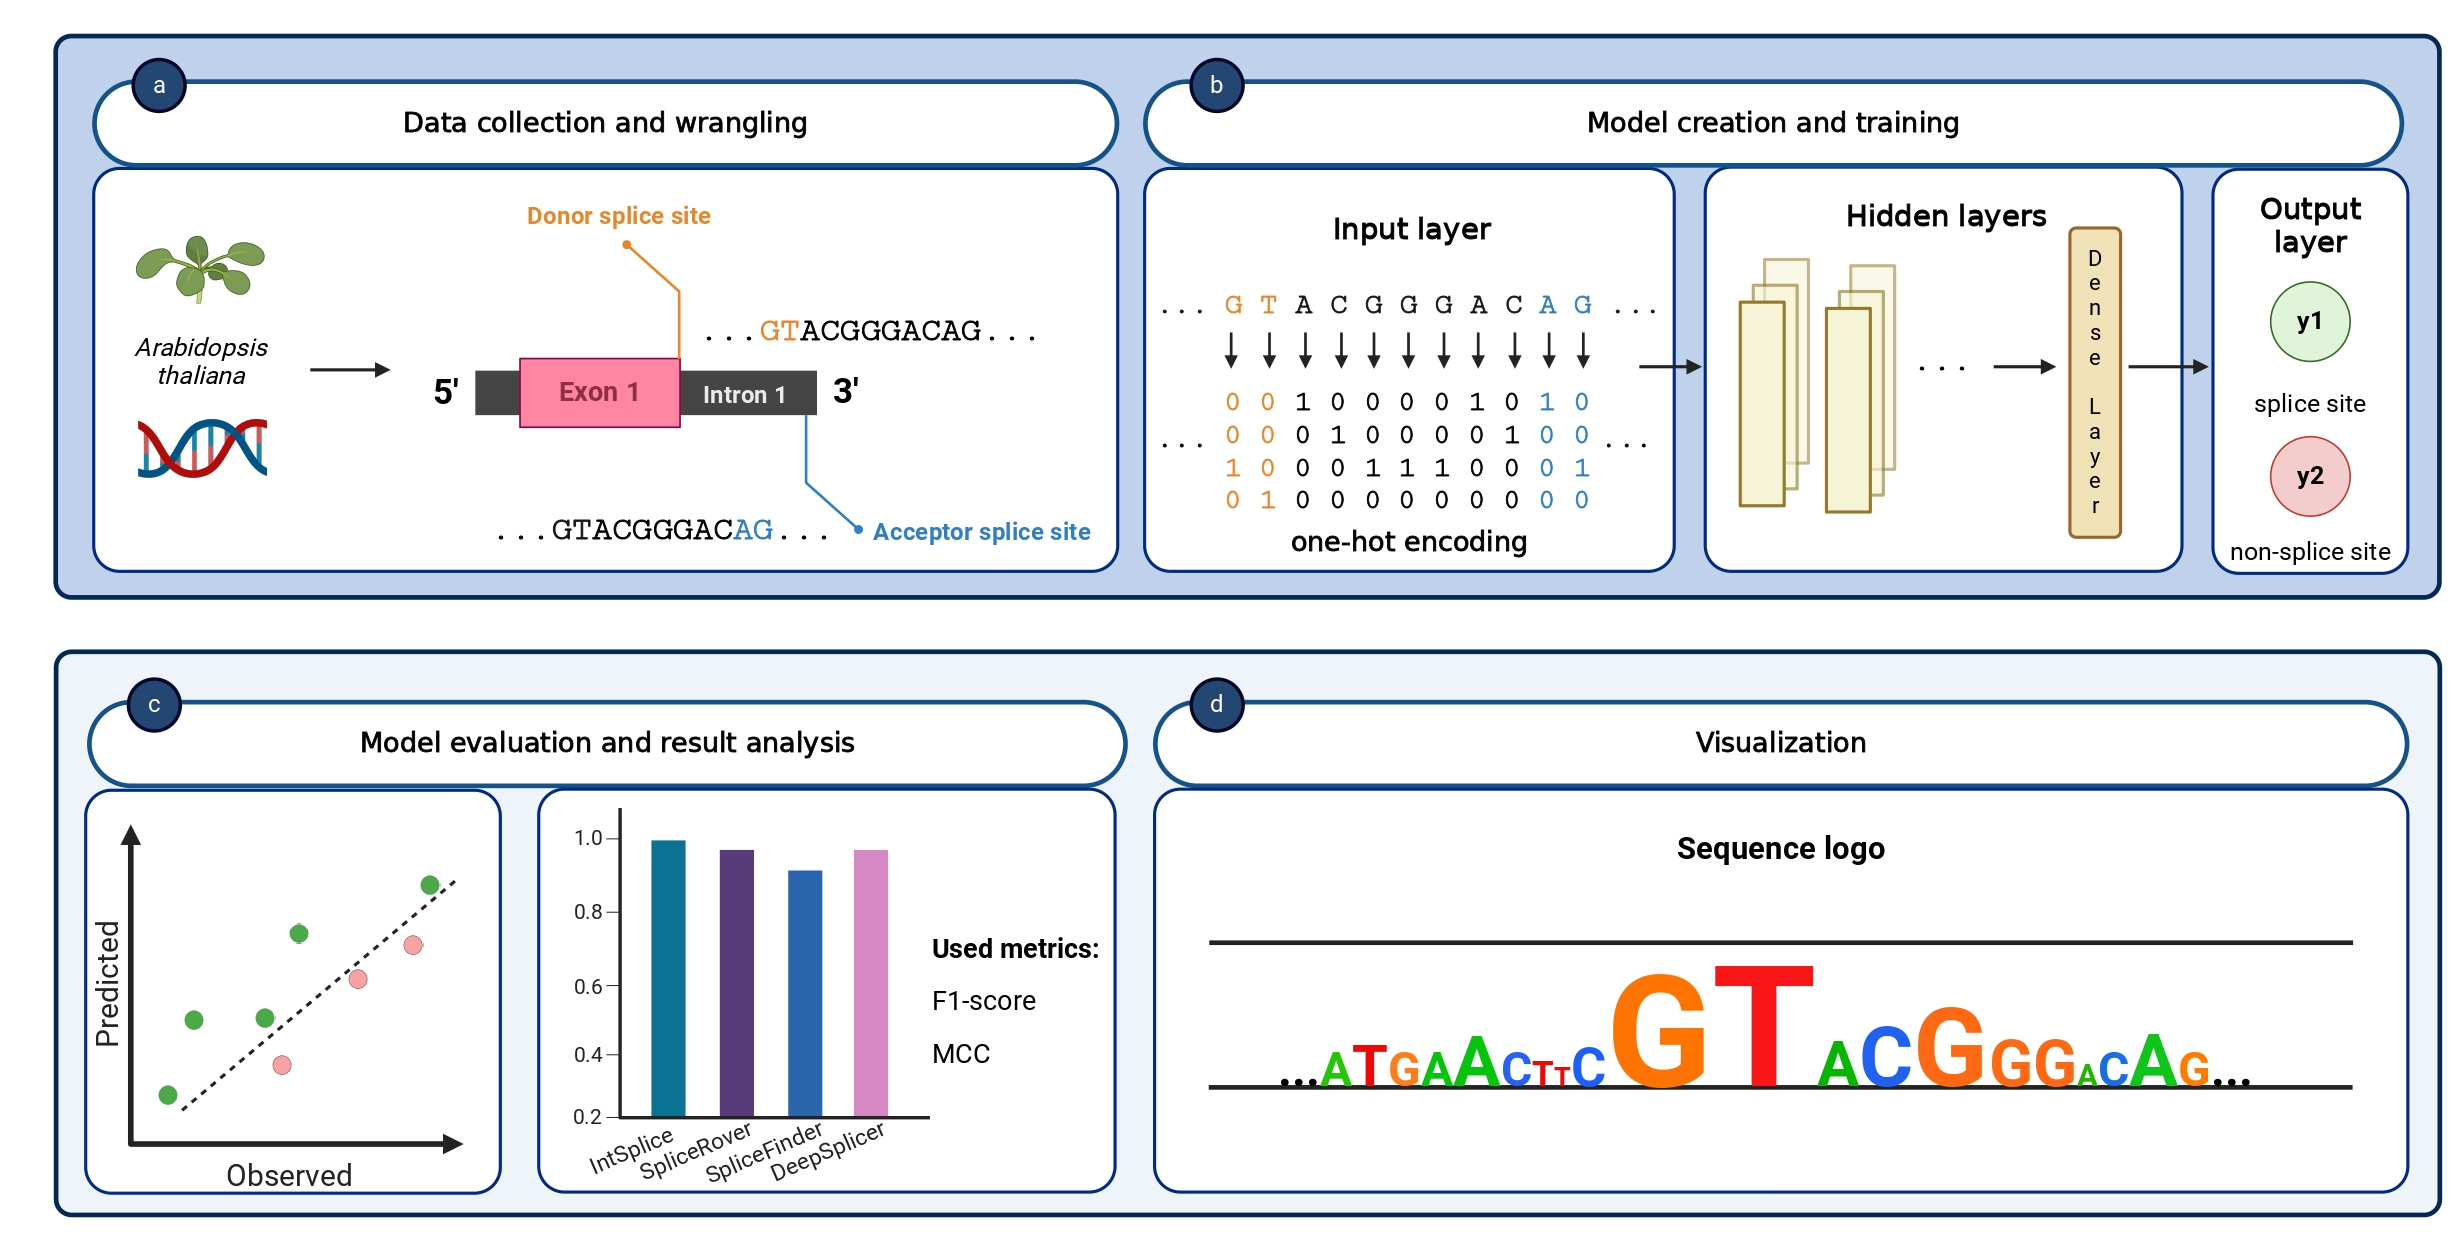 a
Data collection and wrangling
Donor splice site
...GTACGGGACAG...
Arabidopsis
thaliana
5'
Exon 1
Intron 1
3'
...GTACGGGACAG...
Acceptor splice site
b
Model creation and training
Input layer
... G T A C G G G A C A G ...
0 0 1 0 0 0 0 1 0 1 0
... 0 0 0 1 0 0 0 0 1 0 0 ...
1 0 0 0 1 1 1 0 0 0 1
0 1 0 0 0 0 0 0 0 0 0
one-hot encoding
Hidden layers
...
Dense Layer
Output
layer
y1
splice site
y2
non-splice site
c
Model evaluation and result analysis
Predicted
Observed
1.0
0.8
0.6
0.4
0.2
IntSplice
SpliceRover
SpliceFinder
DeepSplicer
Used metrics:
F1-score
MCC
d
Visualization
Sequence logo
...ATGAACTTCGTACGGGACAG...